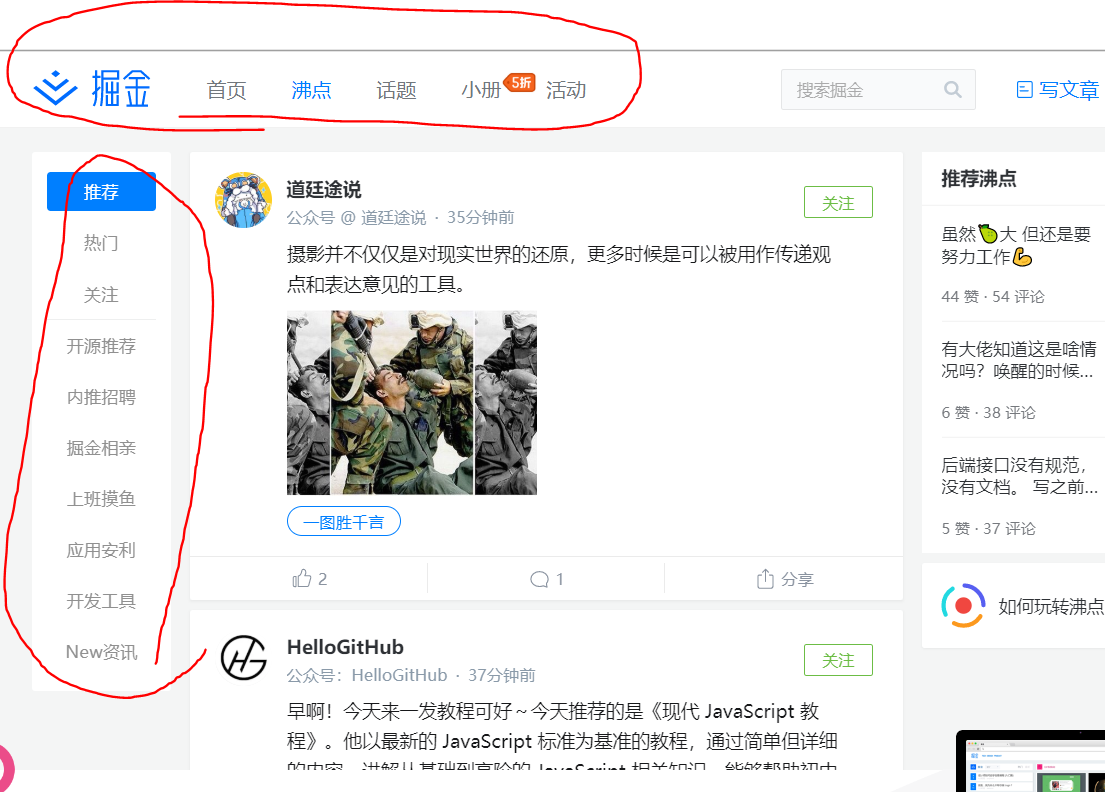 掘金 首页 沸点 话题 小册 5折 活动 搜索掘金 写文章
推荐
热门
关注
开源推荐
内推招聘
掘金相亲
上班摸鱼
应用安利
开发工具
New资讯
道廷途说
公众号 @ 道廷途说 · 35分钟前
关注
摄影并不仅仅是对现实世界的还原，更多时候是可以被用作传递观
点和表达意见的工具。
一图胜千言
2 1 分享
HelloGitHub
公众号：HelloGitHub · 37分钟前
关注
早啊！今天来一发教程可好～今天推荐的是《现代 JavaScript 教
程》。他以最新的 JavaScript 标准为基准的教程，通过简单但详细
的内容，讲解从基础到高阶的 JavaScript 相关知识，能够帮助初中
推荐沸点
虽然🍐大 但还是要
努力工作💪
44 赞 · 54 评论
有大佬知道这是啥情
况吗？唤醒的时候...
6 赞 · 38 评论
后端接口没有规范，
没有文档。 写之前...
5 赞 · 37 评论
如何玩转沸点